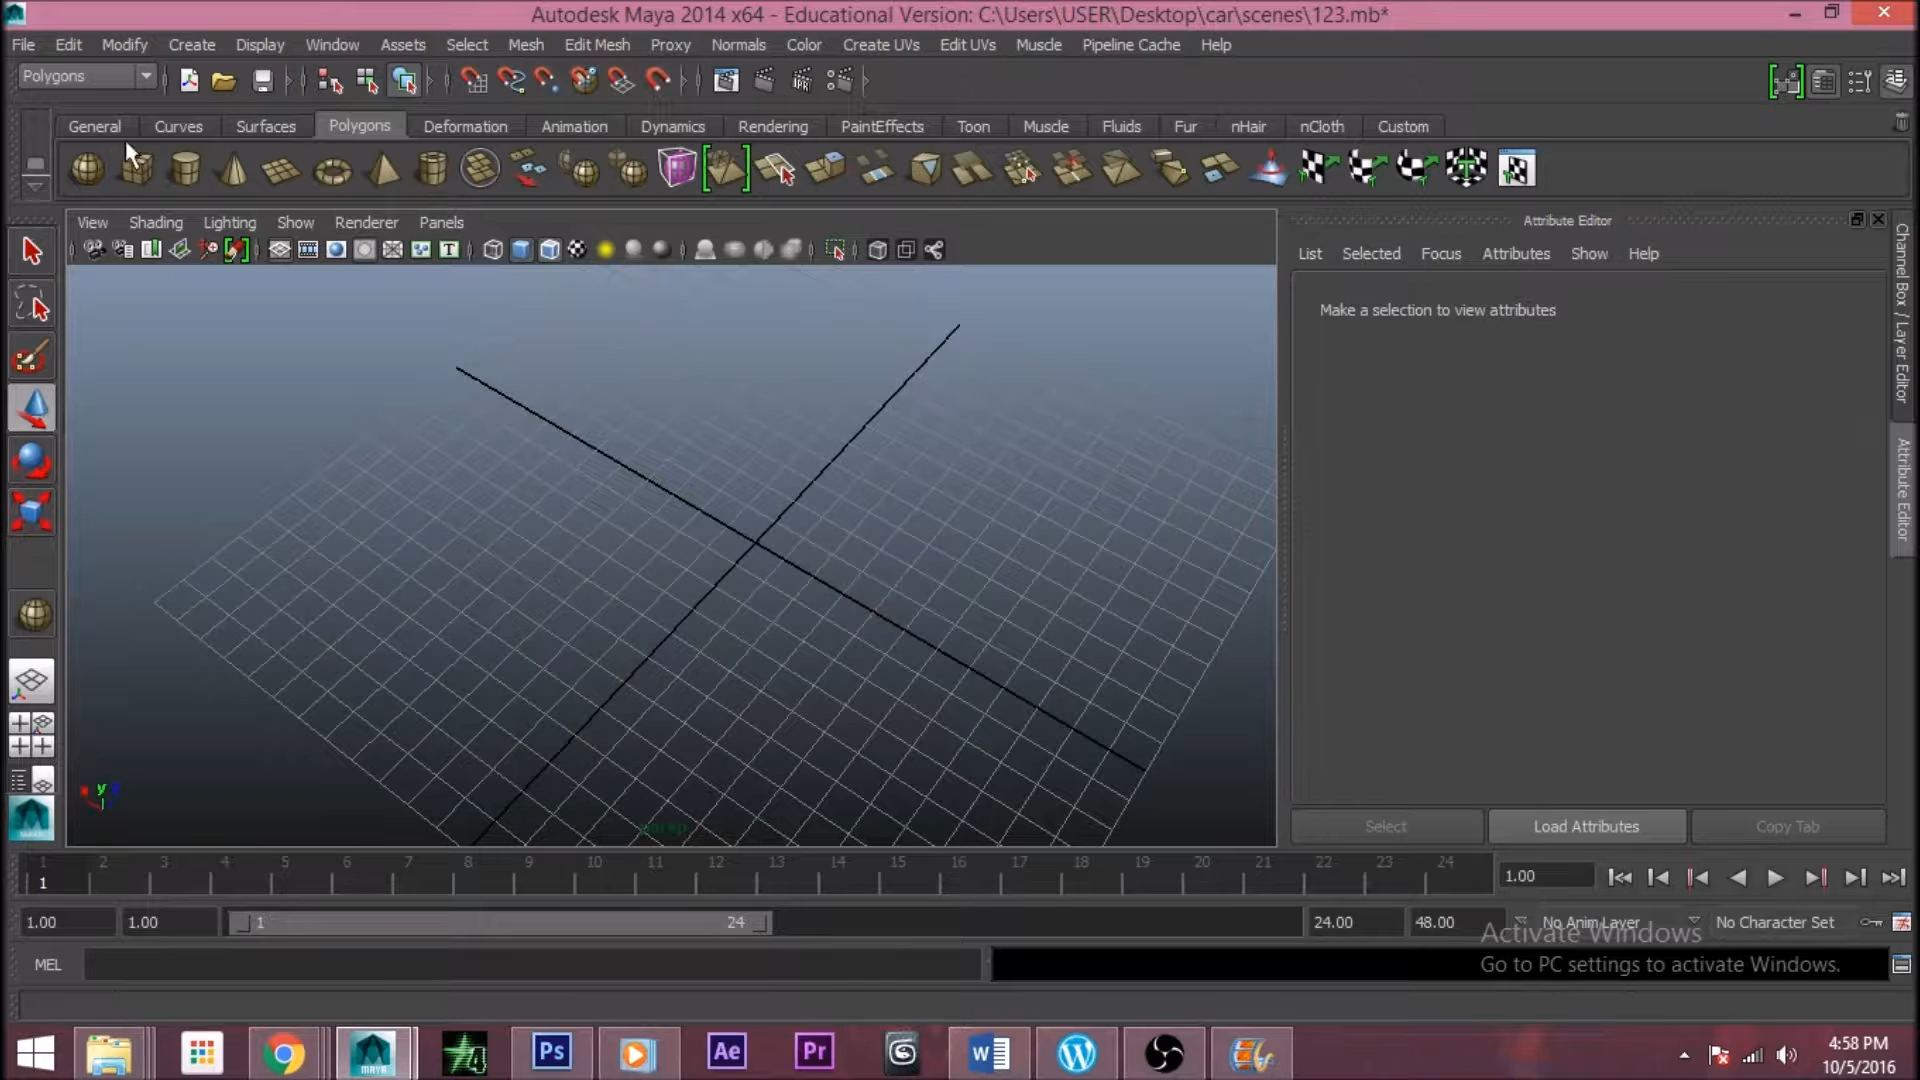 Autodesk Maya 2014 x64 - Educational Version: C:\Users\USER\Desktop\car\scenes\123.mb*
File Edit Modify Create Display Window Assets Select Mesh Edit Mesh Proxy Normals Color Create UVs Edit UVs Muscle Pipeline Cache Help
Polygons
General Curves Surfaces Polygons Deformation Animation Dynamics Rendering PaintEffects Toon Muscle Fluids Fur nHair nCloth Custom
View Shading Lighting Show Renderer Panels
Attribute Editor
List Selected Focus Attributes Show Help
Make a selection to view attributes
Channel Box / Layer Editor
Attribute Editor
persp
Select Load Attributes Copy Tab
1 2 3 4 5 6 7 8 9 10 11 12 13 14 15 16 17 18 19 20 21 22 23 24
1
1.00
1.00 1.00 1 24 24.00 48.00 No Anim Layer No Character Set
Activate Windows
Go to PC settings to activate Windows.
MEL
Ps Ae Pr
4:58 PM
10/5/2016